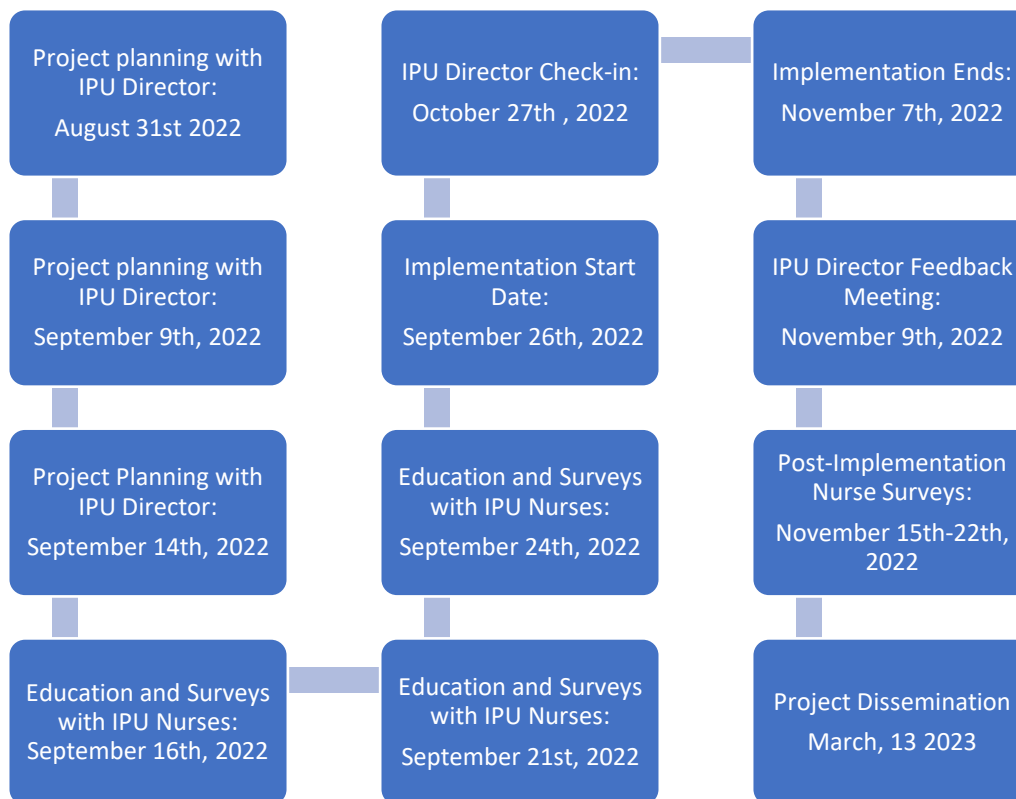 Project planning with
IPU Director:
August 31st 2022
Project planning with
IPU Director:
September 9th, 2022
Project Planning with
IPU Director:
September 14th, 2022
Education and Surveys
with IPU Nurses:
September 16th, 2022
Education and Surveys
with IPU Nurses:
September 21st, 2022
Education and Surveys
with IPU Nurses:
September 24th, 2022
Implementation Start
Date:
September 26th, 2022
IPU Director Check-in:
October 27th , 2022
Implementation Ends:
November 7th, 2022
IPU Director Feedback
Meeting:
November 9th, 2022
Post-Implementation
Nurse Surveys:
November 15th-22th,
2022
Project Dissemination
March, 13 2023